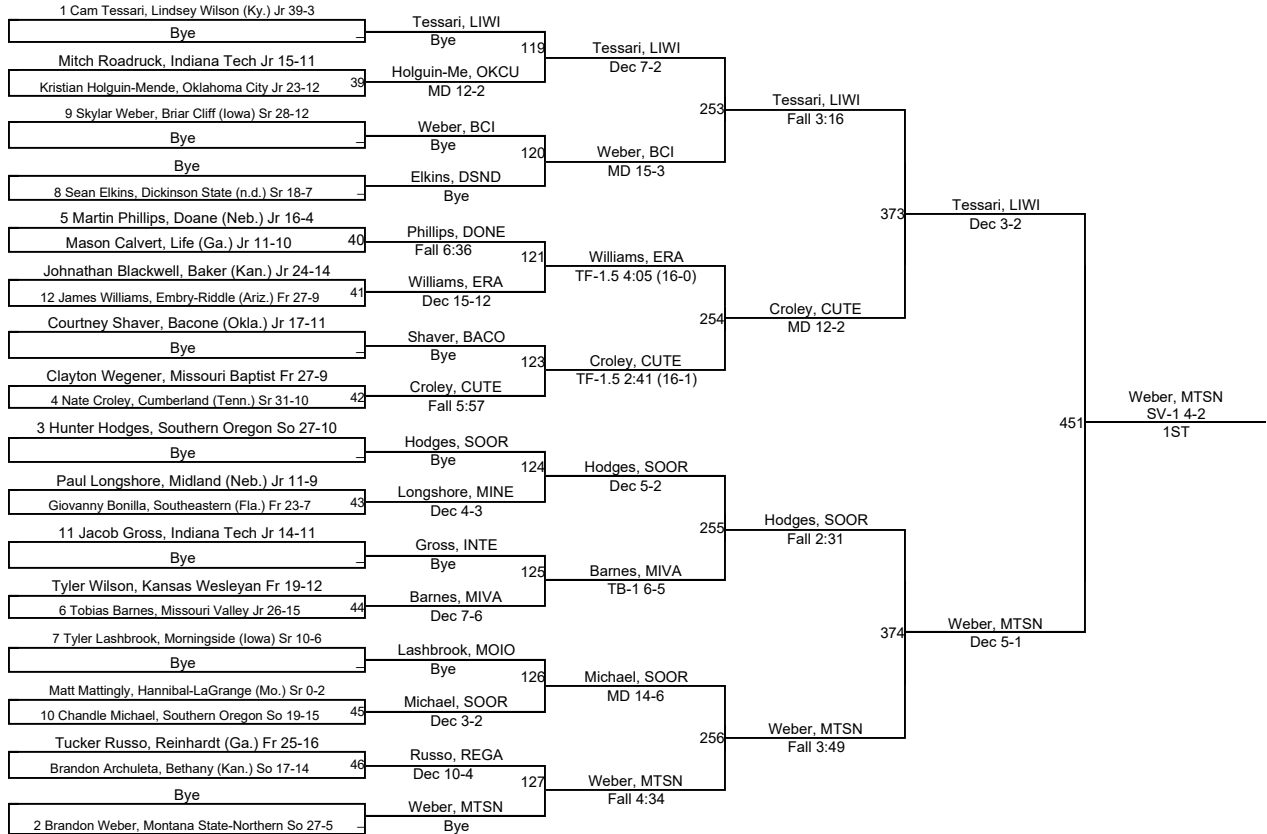 1 Cam Tessari, Lindsey Wilson (Ky.) Jr 39-3
Bye
_
Mitch Roadruck, Indiana Tech Jr 15-11
Kristian Holguin-Mende, Oklahoma City Jr 23-12
39
9 Skylar Weber, Briar Cliff (Iowa) Sr 28-12
Bye
_
Bye
8 Sean Elkins, Dickinson State (n.d.) Sr 18-7
_
5 Martin Phillips, Doane (Neb.) Jr 16-4
Mason Calvert, Life (Ga.) Jr 11-10
40
Johnathan Blackwell, Baker (Kan.) Jr 24-14
12 James Williams, Embry-Riddle (Ariz.) Fr 27-9
41
Courtney Shaver, Bacone (Okla.) Jr 17-11
Bye
_
Clayton Wegener, Missouri Baptist Fr 27-9
4 Nate Croley, Cumberland (Tenn.) Sr 31-10
42
3 Hunter Hodges, Southern Oregon So 27-10
Bye
_
Paul Longshore, Midland (Neb.) Jr 11-9
Giovanny Bonilla, Southeastern (Fla.) Fr 23-7
43
11 Jacob Gross, Indiana Tech Jr 14-11
Bye
_
Tyler Wilson, Kansas Wesleyan Fr 19-12
6 Tobias Barnes, Missouri Valley Jr 26-15
44
7 Tyler Lashbrook, Morningside (Iowa) Sr 10-6
Bye
_
Matt Mattingly, Hannibal-LaGrange (Mo.) Sr 0-2
10 Chandle Michael, Southern Oregon So 19-15
45
Tucker Russo, Reinhardt (Ga.) Fr 25-16
Brandon Archuleta, Bethany (Kan.) So 17-14
46
Bye
2 Brandon Weber, Montana State-Northern So 27-5
_
Tessari, LIWI
Bye
119
Holguin-Me, OKCU
MD 12-2
Weber, BCI
Bye
120
Elkins, DSND
Bye
Phillips, DONE
Fall 6:36
121
Williams, ERA
Dec 15-12
Shaver, BACO
Bye
123
Croley, CUTE
Fall 5:57
Hodges, SOOR
Bye
124
Longshore, MINE
Dec 4-3
Gross, INTE
Bye
125
Barnes, MIVA
Dec 7-6
Lashbrook, MOIO
Bye
126
Michael, SOOR
Dec 3-2
Russo, REGA
Dec 10-4
127
Weber, MTSN
Bye
Tessari, LIWI
Dec 7-2
253
Weber, BCI
MD 15-3
Williams, ERA
TF-1.5 4:05 (16-0)
254
Croley, CUTE
TF-1.5 2:41 (16-1)
Hodges, SOOR
Dec 5-2
255
Barnes, MIVA
TB-1 6-5
Michael, SOOR
MD 14-6
256
Weber, MTSN
Fall 4:34
Tessari, LIWI
Fall 3:16
373
Croley, CUTE
MD 12-2
Hodges, SOOR
Fall 2:31
374
Weber, MTSN
Fall 3:49
Tessari, LIWI
Dec 3-2
451
Weber, MTSN
Dec 5-1
Weber, MTSN
SV-1 4-2
1ST